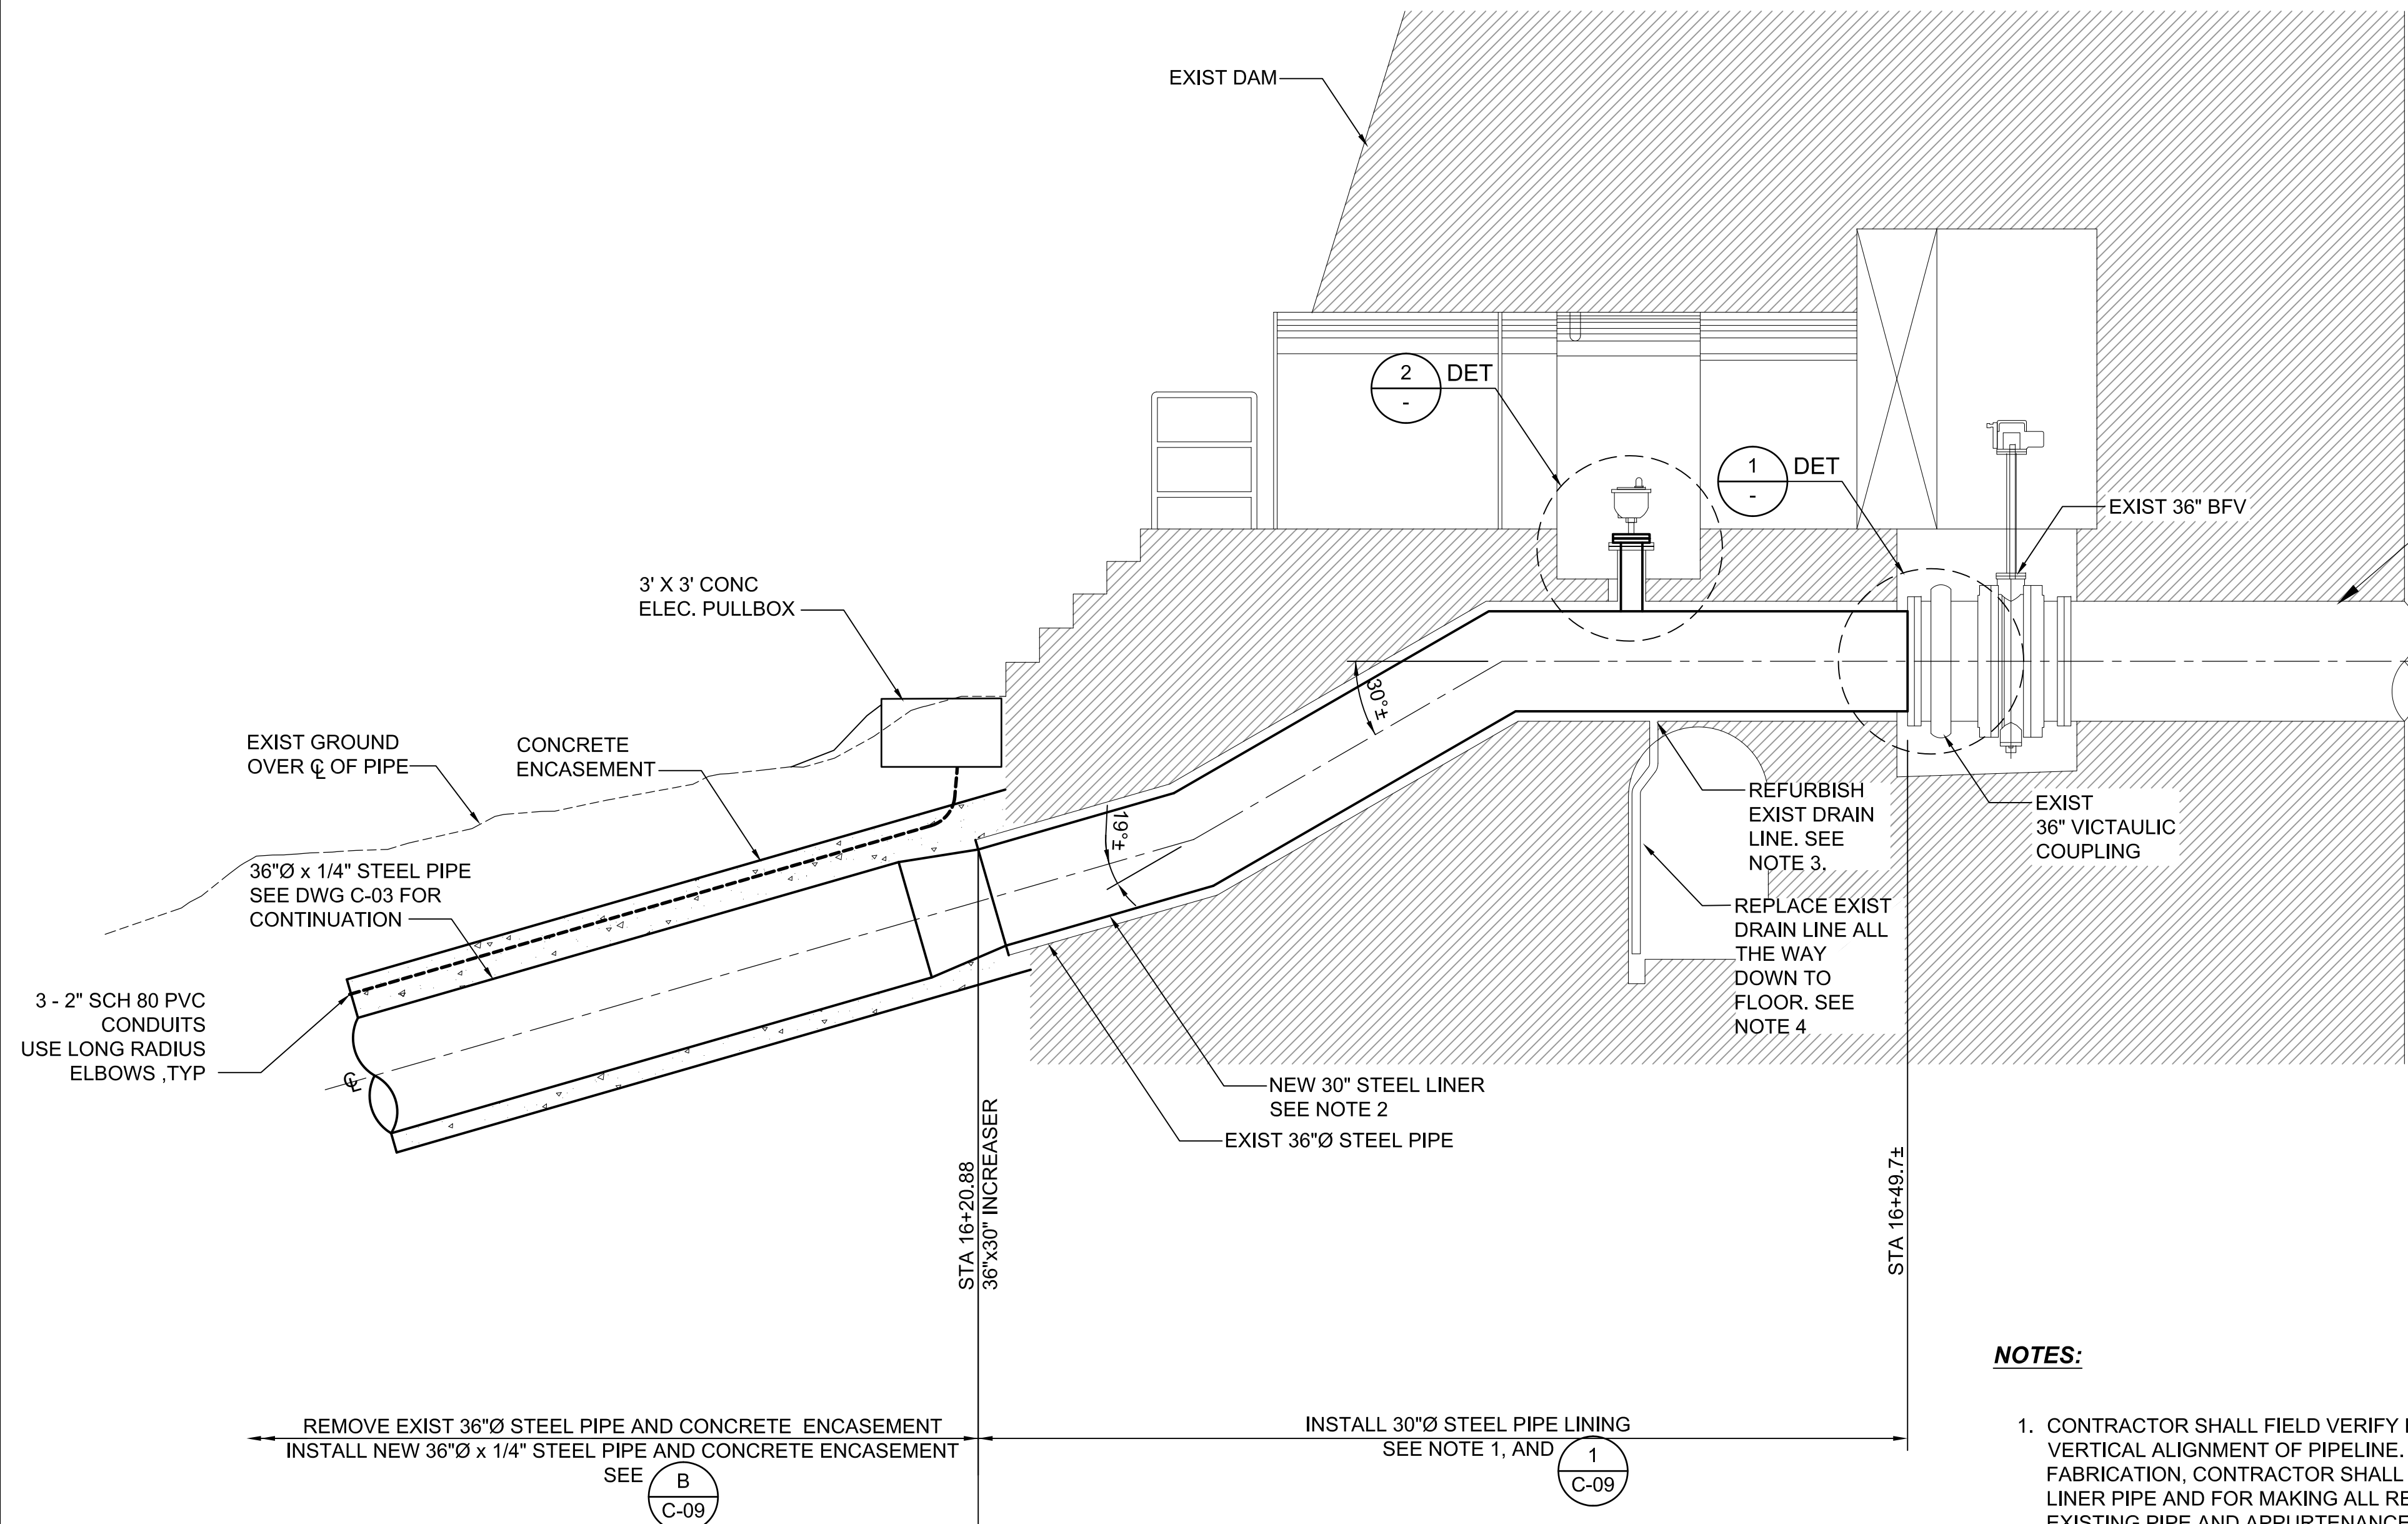 EXIST DAM
2
-
DET
1
-
DET
EXIST 36" BFV
3' X 3' CONC
ELEC. PULLBOX
30°±
EXIST GROUND
OVER ℄ OF PIPE
CONCRETE
ENCASEMENT
REFURBISH
EXIST DRAIN
LINE. SEE
NOTE 3.
EXIST
36" VICTAULIC
COUPLING
19°±
36"Ø x 1/4" STEEL PIPE
SEE DWG C-03 FOR
CONTINUATION
REPLACE EXIST
DRAIN LINE ALL
THE WAY
DOWN TO
FLOOR. SEE
NOTE 4
3 - 2" SCH 80 PVC
CONDUITS
USE LONG RADIUS
ELBOWS ,TYP
℄
NEW 30" STEEL LINER
SEE NOTE 2
EXIST 36"Ø STEEL PIPE
STA 16+20.88
36"x30" INCREASER
STA 16+49.7±
REMOVE EXIST 36"Ø STEEL PIPE AND CONCRETE ENCASEMENT
INSTALL NEW 36"Ø x 1/4" STEEL PIPE AND CONCRETE ENCASEMENT
SEE
B
C-09
INSTALL 30"Ø STEEL PIPE LINING
SEE NOTE 1, AND
1
C-09
NOTES:
1. CONTRACTOR SHALL FIELD VERIFY
VERTICAL ALIGNMENT OF PIPELINE.
FABRICATION, CONTRACTOR SHALL
LINER PIPE AND FOR MAKING ALL RE
EXISTING PIPE AND APPURTENANCE